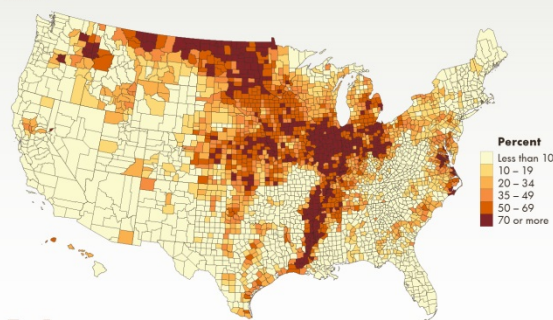 Percent
Less than 10
10 – 19
20 – 34
35 – 49
50 – 69
70 or more